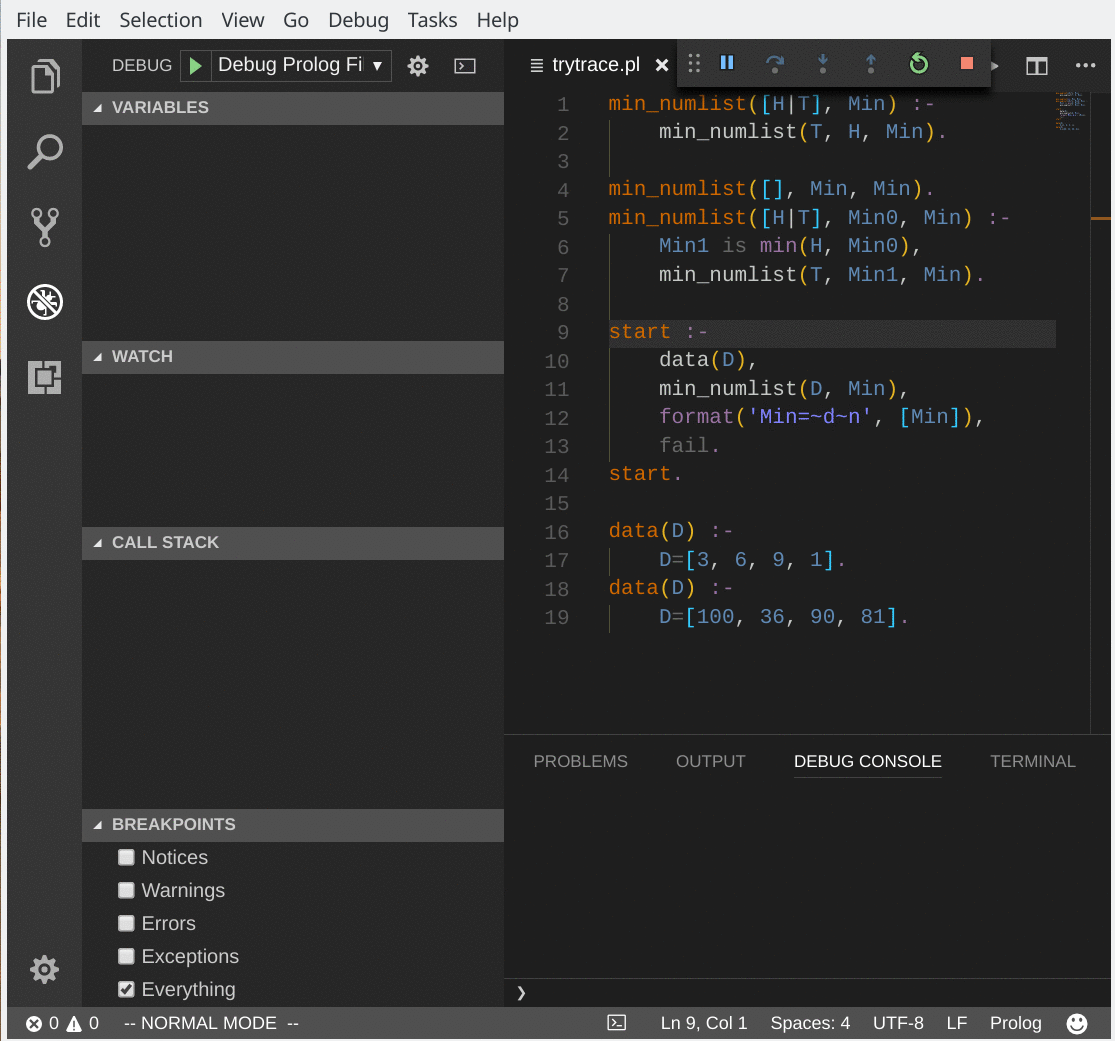 File Edit Selection View Go Debug Tasks Help
DEBUG Debug Prolog Fi
trytrace.pl
VARIABLES
WATCH
CALL STACK
BREAKPOINTS
Notices
Warnings
Errors
Exceptions
Everything
1 min_numlist([H|T], Min) :-
2     min_numlist(T, H, Min).
3
4 min_numlist([], Min, Min).
5 min_numlist([H|T], Min0, Min) :-
6     Min1 is min(H, Min0),
7     min_numlist(T, Min1, Min).
8
9 start :-
10     data(D),
11     min_numlist(D, Min),
12     format('Min=~d~n', [Min]),
13     fail.
14 start.
15
16 data(D) :-
17     D=[3, 6, 9, 1].
18 data(D) :-
19     D=[100, 36, 90, 81].
PROBLEMS OUTPUT DEBUG CONSOLE TERMINAL
❯
0 0 -- NORMAL MODE -- Ln 9, Col 1 Spaces: 4 UTF-8 LF Prolog